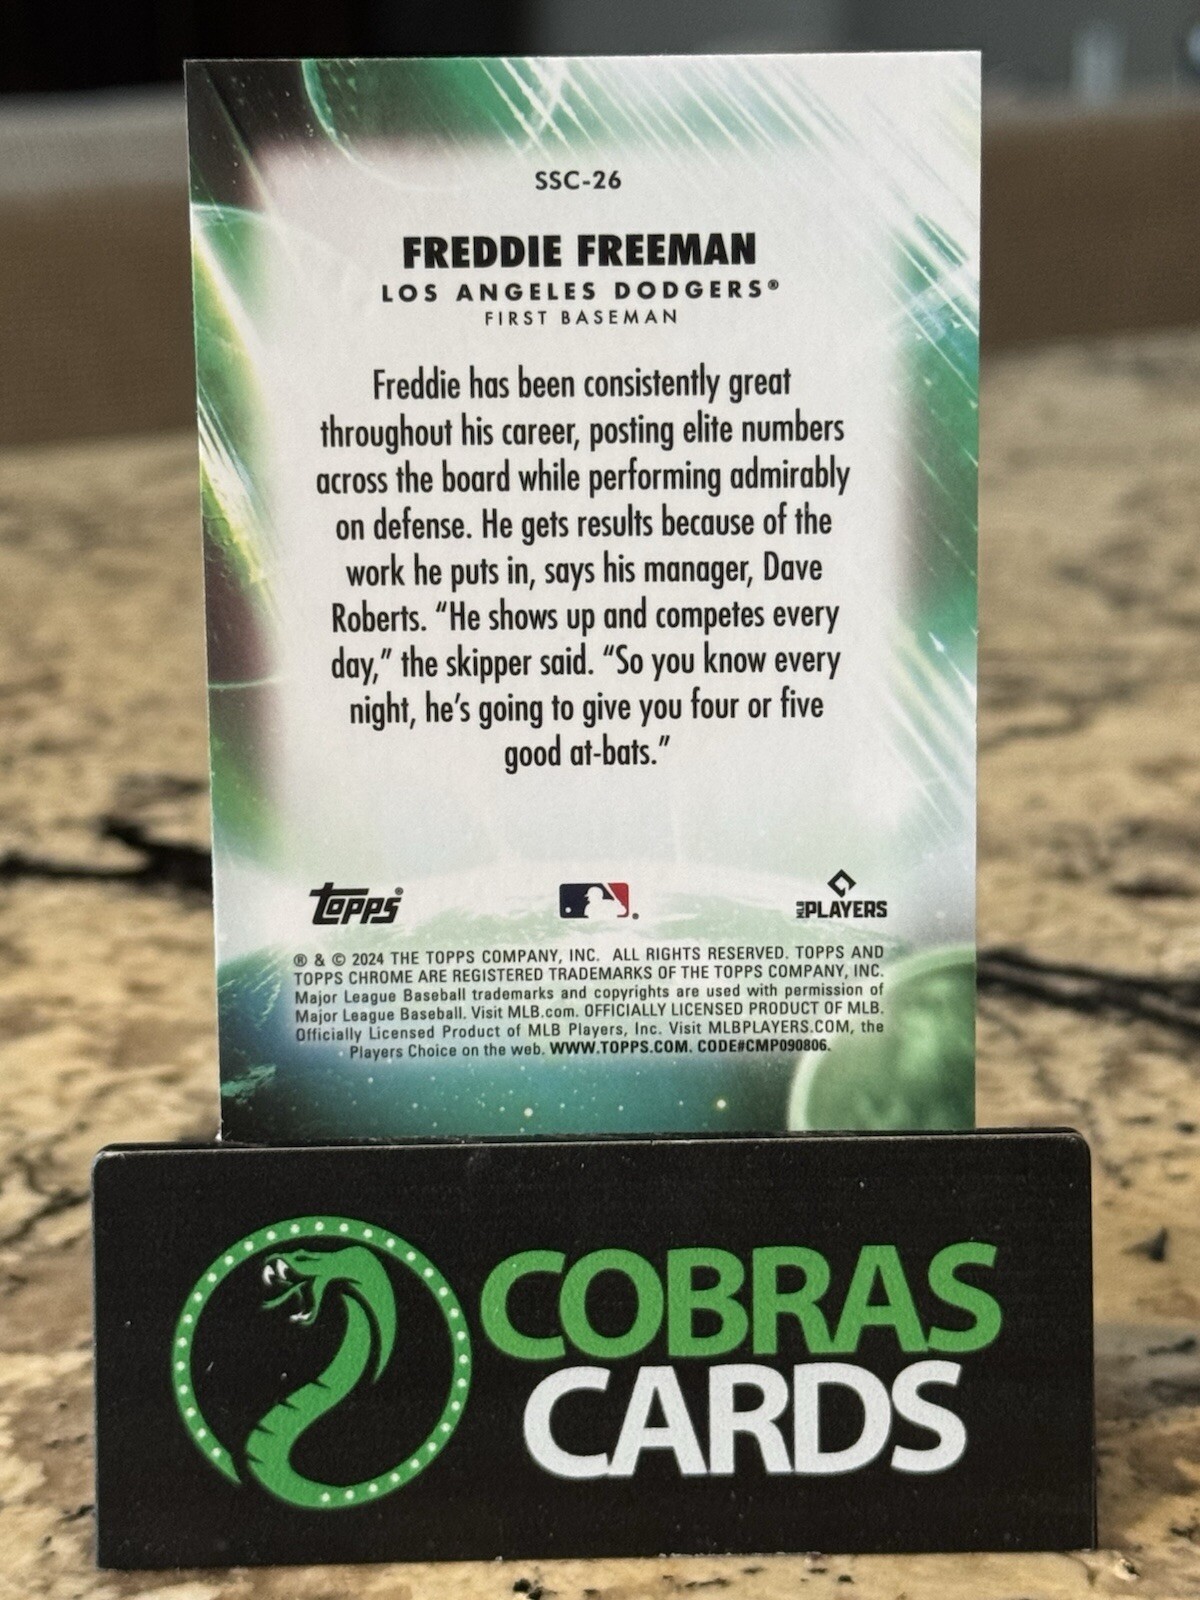 SSC-26
FREDDIE FREEMAN
LOS ANGELES DODGERS®
FIRST BASEMAN
Freddie has been consistently great
throughout his career, posting elite numbers
across the board while performing admirably
on defense. He gets results because of the
work he puts in, says his manager, Dave
Roberts. “He shows up and competes every
day,” the skipper said. “So you know every
night, he’s going to give you four or five
good at-bats.”
Topps®
MLB PLAYERS
® & © 2024 THE TOPPS COMPANY, INC. ALL RIGHTS RESERVED. TOPPS AND
TOPPS CHROME ARE REGISTERED TRADEMARKS OF THE TOPPS COMPANY, INC.
Major League Baseball trademarks and copyrights are used with permission of
Major League Baseball. Visit MLB.com. OFFICIALLY LICENSED PRODUCT OF MLB.
Officially Licensed Product of MLB Players, Inc. Visit MLBPLAYERS.COM, the
Players Choice on the web. WWW.TOPPS.COM. CODE#CMP090806.
COBRAS
CARDS